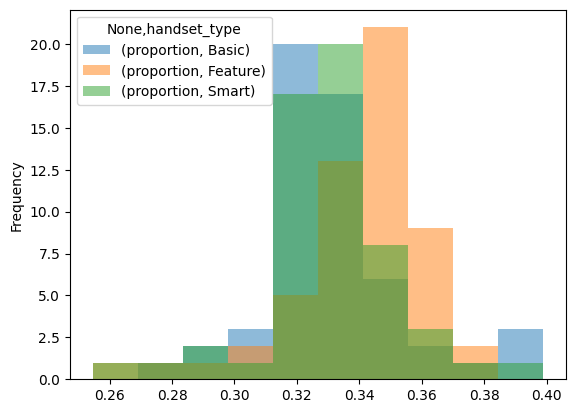 None,handset_type
(proportion, Basic)
(proportion, Feature)
(proportion, Smart)
Frequency
20.0
17.5
15.0
12.5
10.0
7.5
5.0
2.5
0.0
0.26 0.28 0.30 0.32 0.34 0.36 0.38 0.40